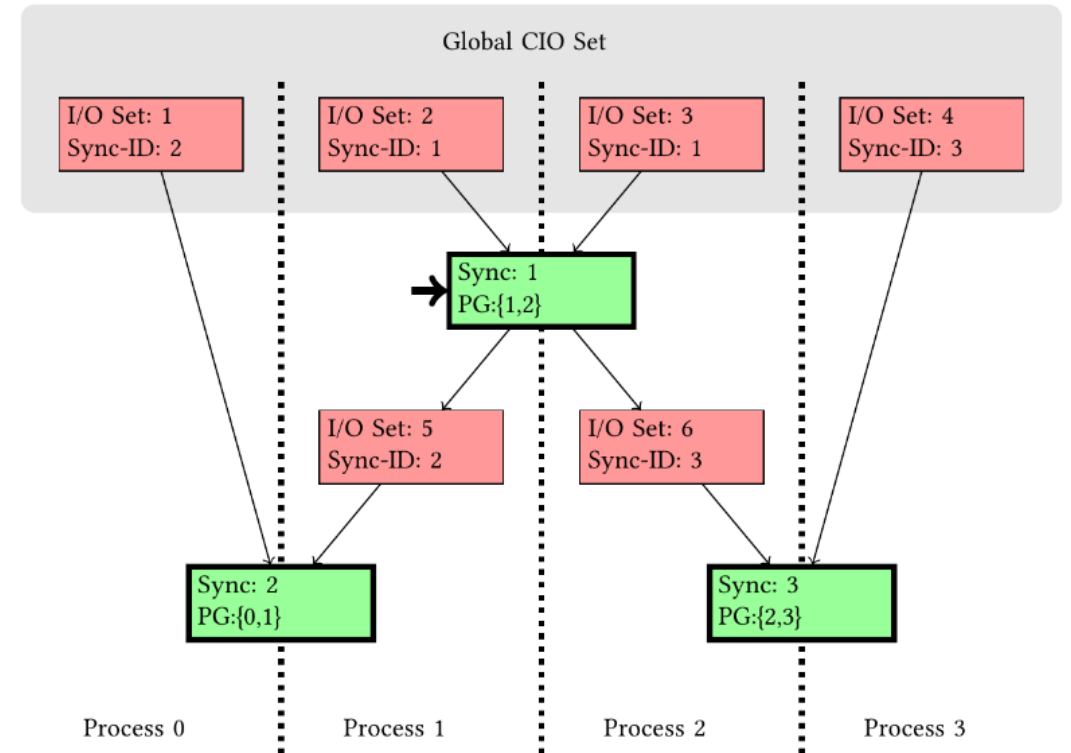 Global CIO Set
I/O Set: 1
Sync-ID: 2
I/O Set: 2
Sync-ID: 1
I/O Set: 3
Sync-ID: 1
I/O Set: 4
Sync-ID: 3
Sync: 1
PG:{1,2}
I/O Set: 5
Sync-ID: 2
I/O Set: 6
Sync-ID: 3
Sync: 2
PG:{0,1}
Sync: 3
PG:{2,3}
Process 0
Process 1
Process 2
Process 3